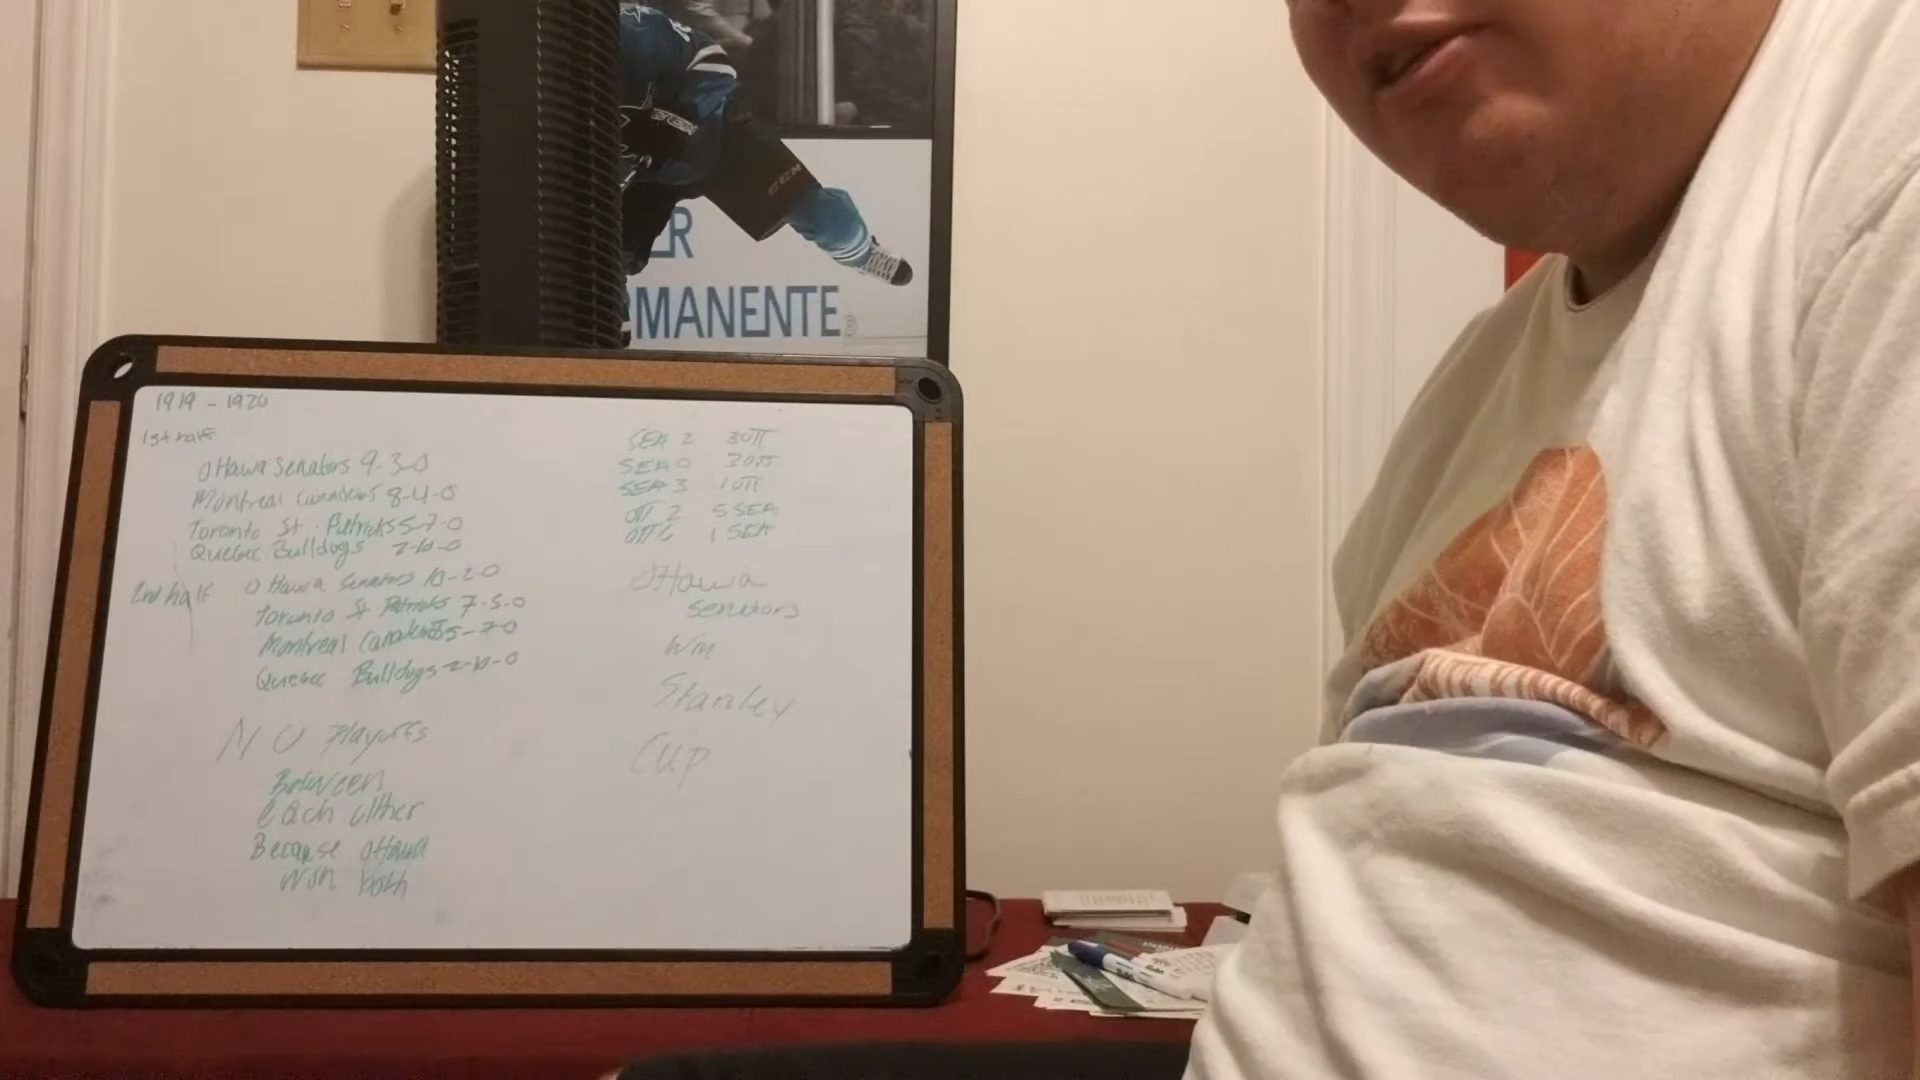 CCM
CCM
ER
RMANENTE
1919 - 1920
1st half
Ottawa Senators 9-3-0
Montreal Canadiens 8-4-0
Toronto St. Patricks 5-7-0
Quebec Bulldogs 2-10-0
2nd half Ottawa Senators 10-2-0
Toronto St Patricks 7-5-0
Montreal Canadiens 5-7-0
Quebec Bulldogs 2-10-0
NO Playoffs
Between
each other
Because Ottawa
won both
SEA 2 3 OTT
SEA 0 3 OTT
SEA 3 1 OTT
OTT 2 5 SEA
OTT 6 1 SEA
Ottawa
Senators
Win
Stanley
Cup